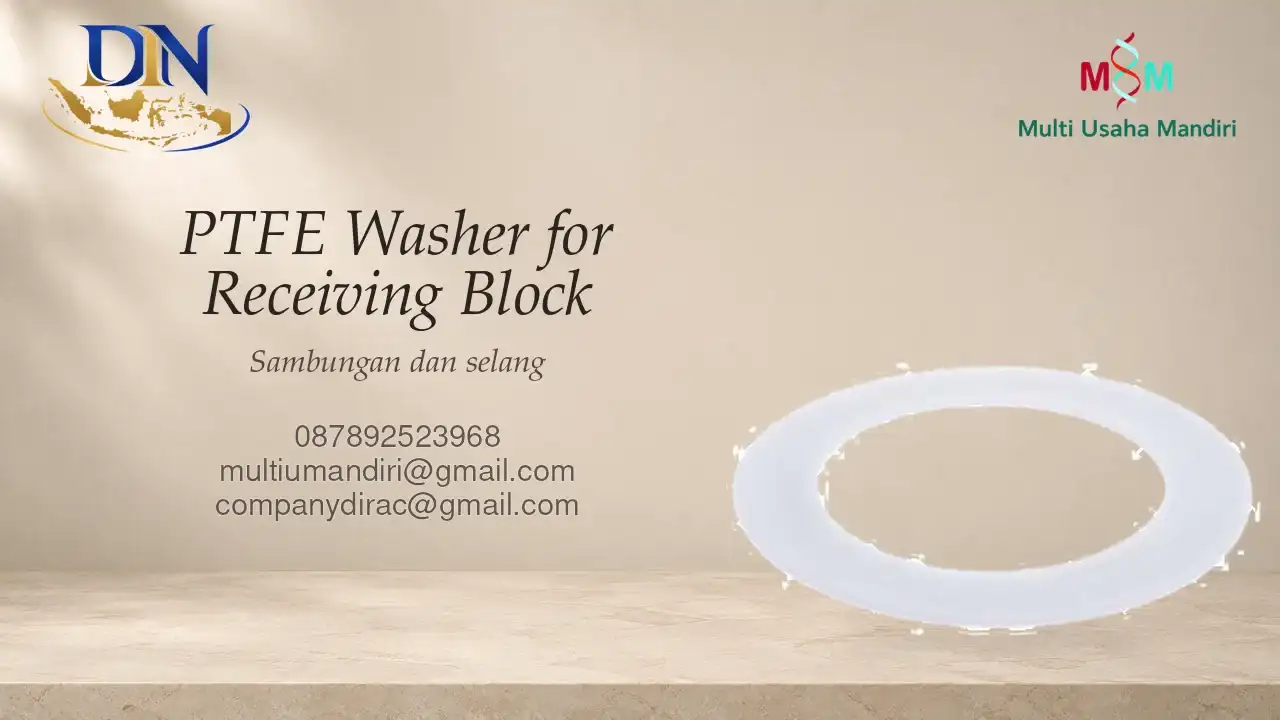 DIN
M M
Multi Usaha Mandiri
PTFE Washer for
Receiving Block
Sambungan dan selang
087892523968
multiumandiri@gmail.com
companydirac@gmail.com